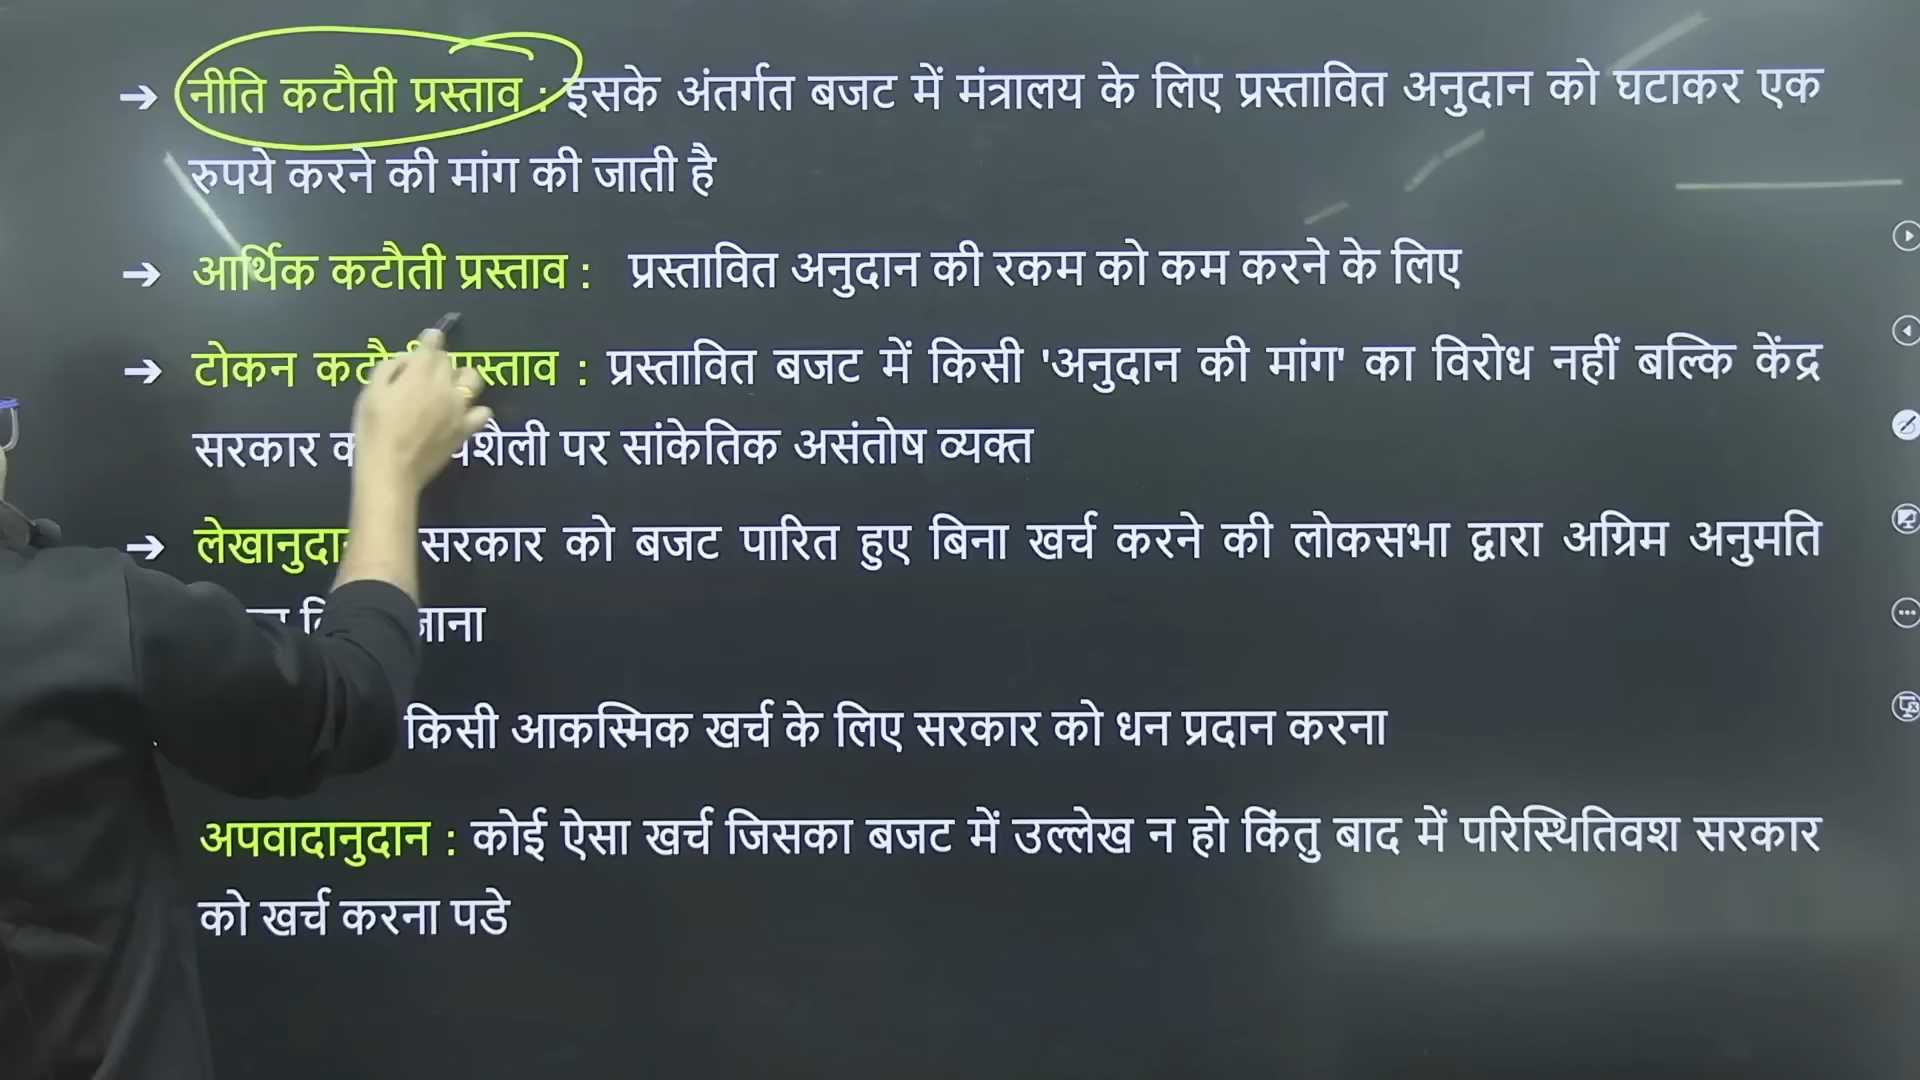 ➔ नीति कटौती प्रस्ताव : इसके अंतर्गत बजट में मंत्रालय के लिए प्रस्तावित अनुदान को घटाकर एक
रुपये करने की मांग की जाती है
➔ आर्थिक कटौती प्रस्ताव : प्रस्तावित अनुदान की रकम को कम करने के लिए
➔ टोकन प्रस्ताव : प्रस्तावित बजट में किसी 'अनुदान की मांग' का विरोध नहीं बल्कि केंद्र
सरकार पर सांकेतिक असंतोष व्यक्त
➔ सरकार को बजट पारित हुए बिना खर्च करने की लोकसभा द्वारा अग्रिम अनुमति
जाना
किसी आकस्मिक खर्च के लिए सरकार को धन प्रदान करना
अपवादानुदान : कोई ऐसा खर्च जिसका बजट में उल्लेख न हो किंतु बाद में परिस्थितिवश सरकार
को खर्च करना पडे